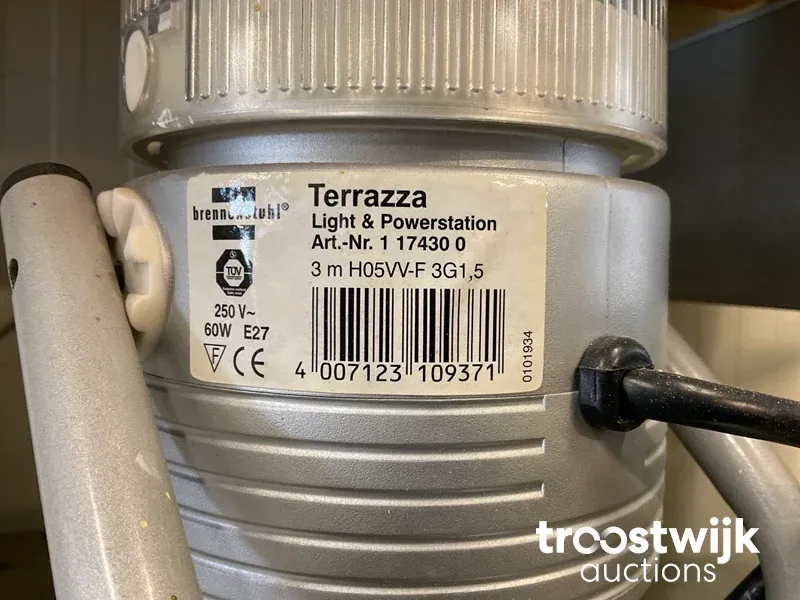 brennenstuhl®
Terrazza
Light & Powerstation
Art.-Nr. 1 17430 0
3 m H05VV-F 3G1,5
TÜV
250 V~
60W E27
F CE
4 007123 109371
0101934
troostwijk
auctions